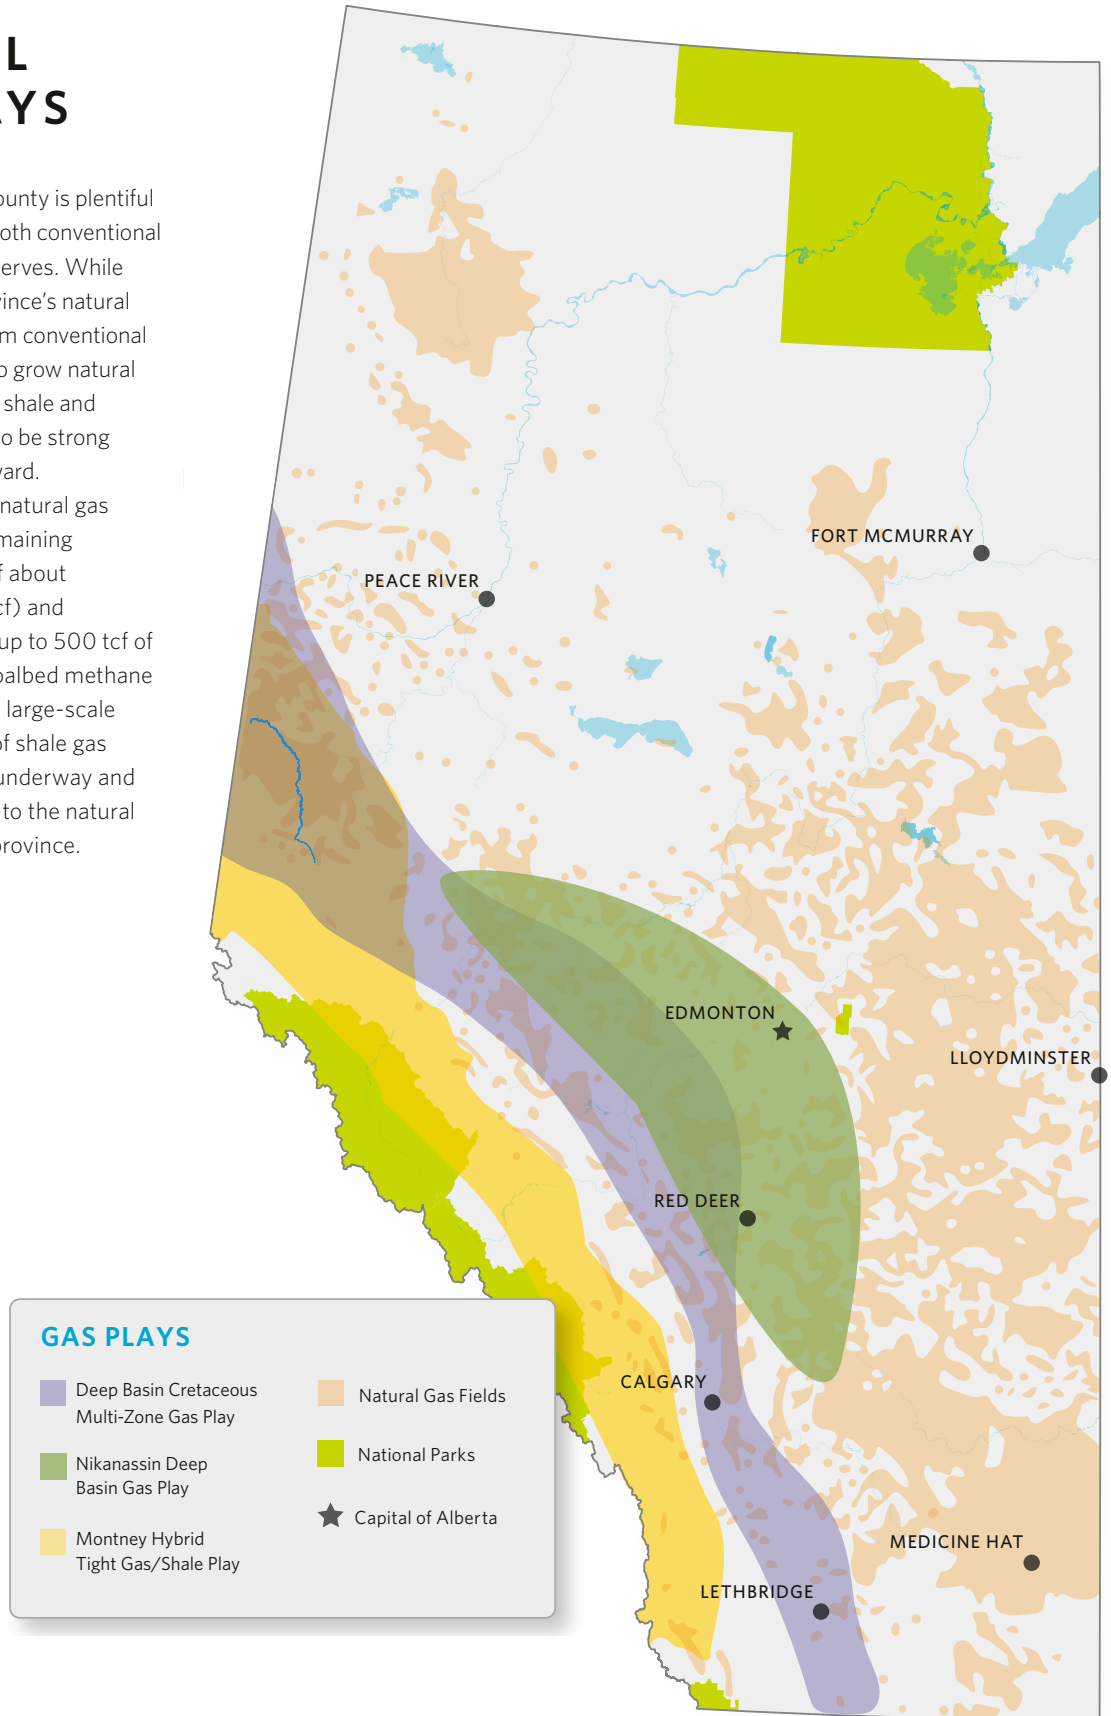 L
AYS
ounty is plentiful
oth conventional
erves. While
vince's natural
m conventional
o grow natural
shale and
o be strong
vard.
natural gas
maining
f about
cf) and
up to 500 tcf of
oalbed methane
large-scale
of shale gas
underway and
to the natural
province.
FORT MCMURRAY
PEACE RIVER
EDMONTON
LLOYDMINSTER
RED DEER
CALGARY
MEDICINE HAT
LETHBRIDGE
GAS PLAYS
Deep Basin Cretaceous
Multi-Zone Gas Play
Nikanassin Deep
Basin Gas Play
Montney Hybrid
Tight Gas/Shale Play
Natural Gas Fields
National Parks
Capital of Alberta